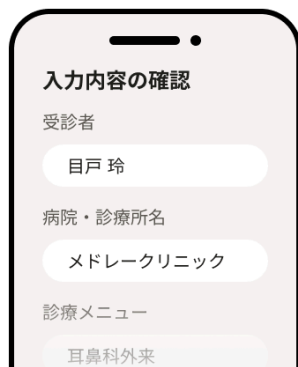 入力内容の確認
受診者
目戸 玲
病院・診療所名
メドレークリニック
診療メニュー
耳鼻科外来